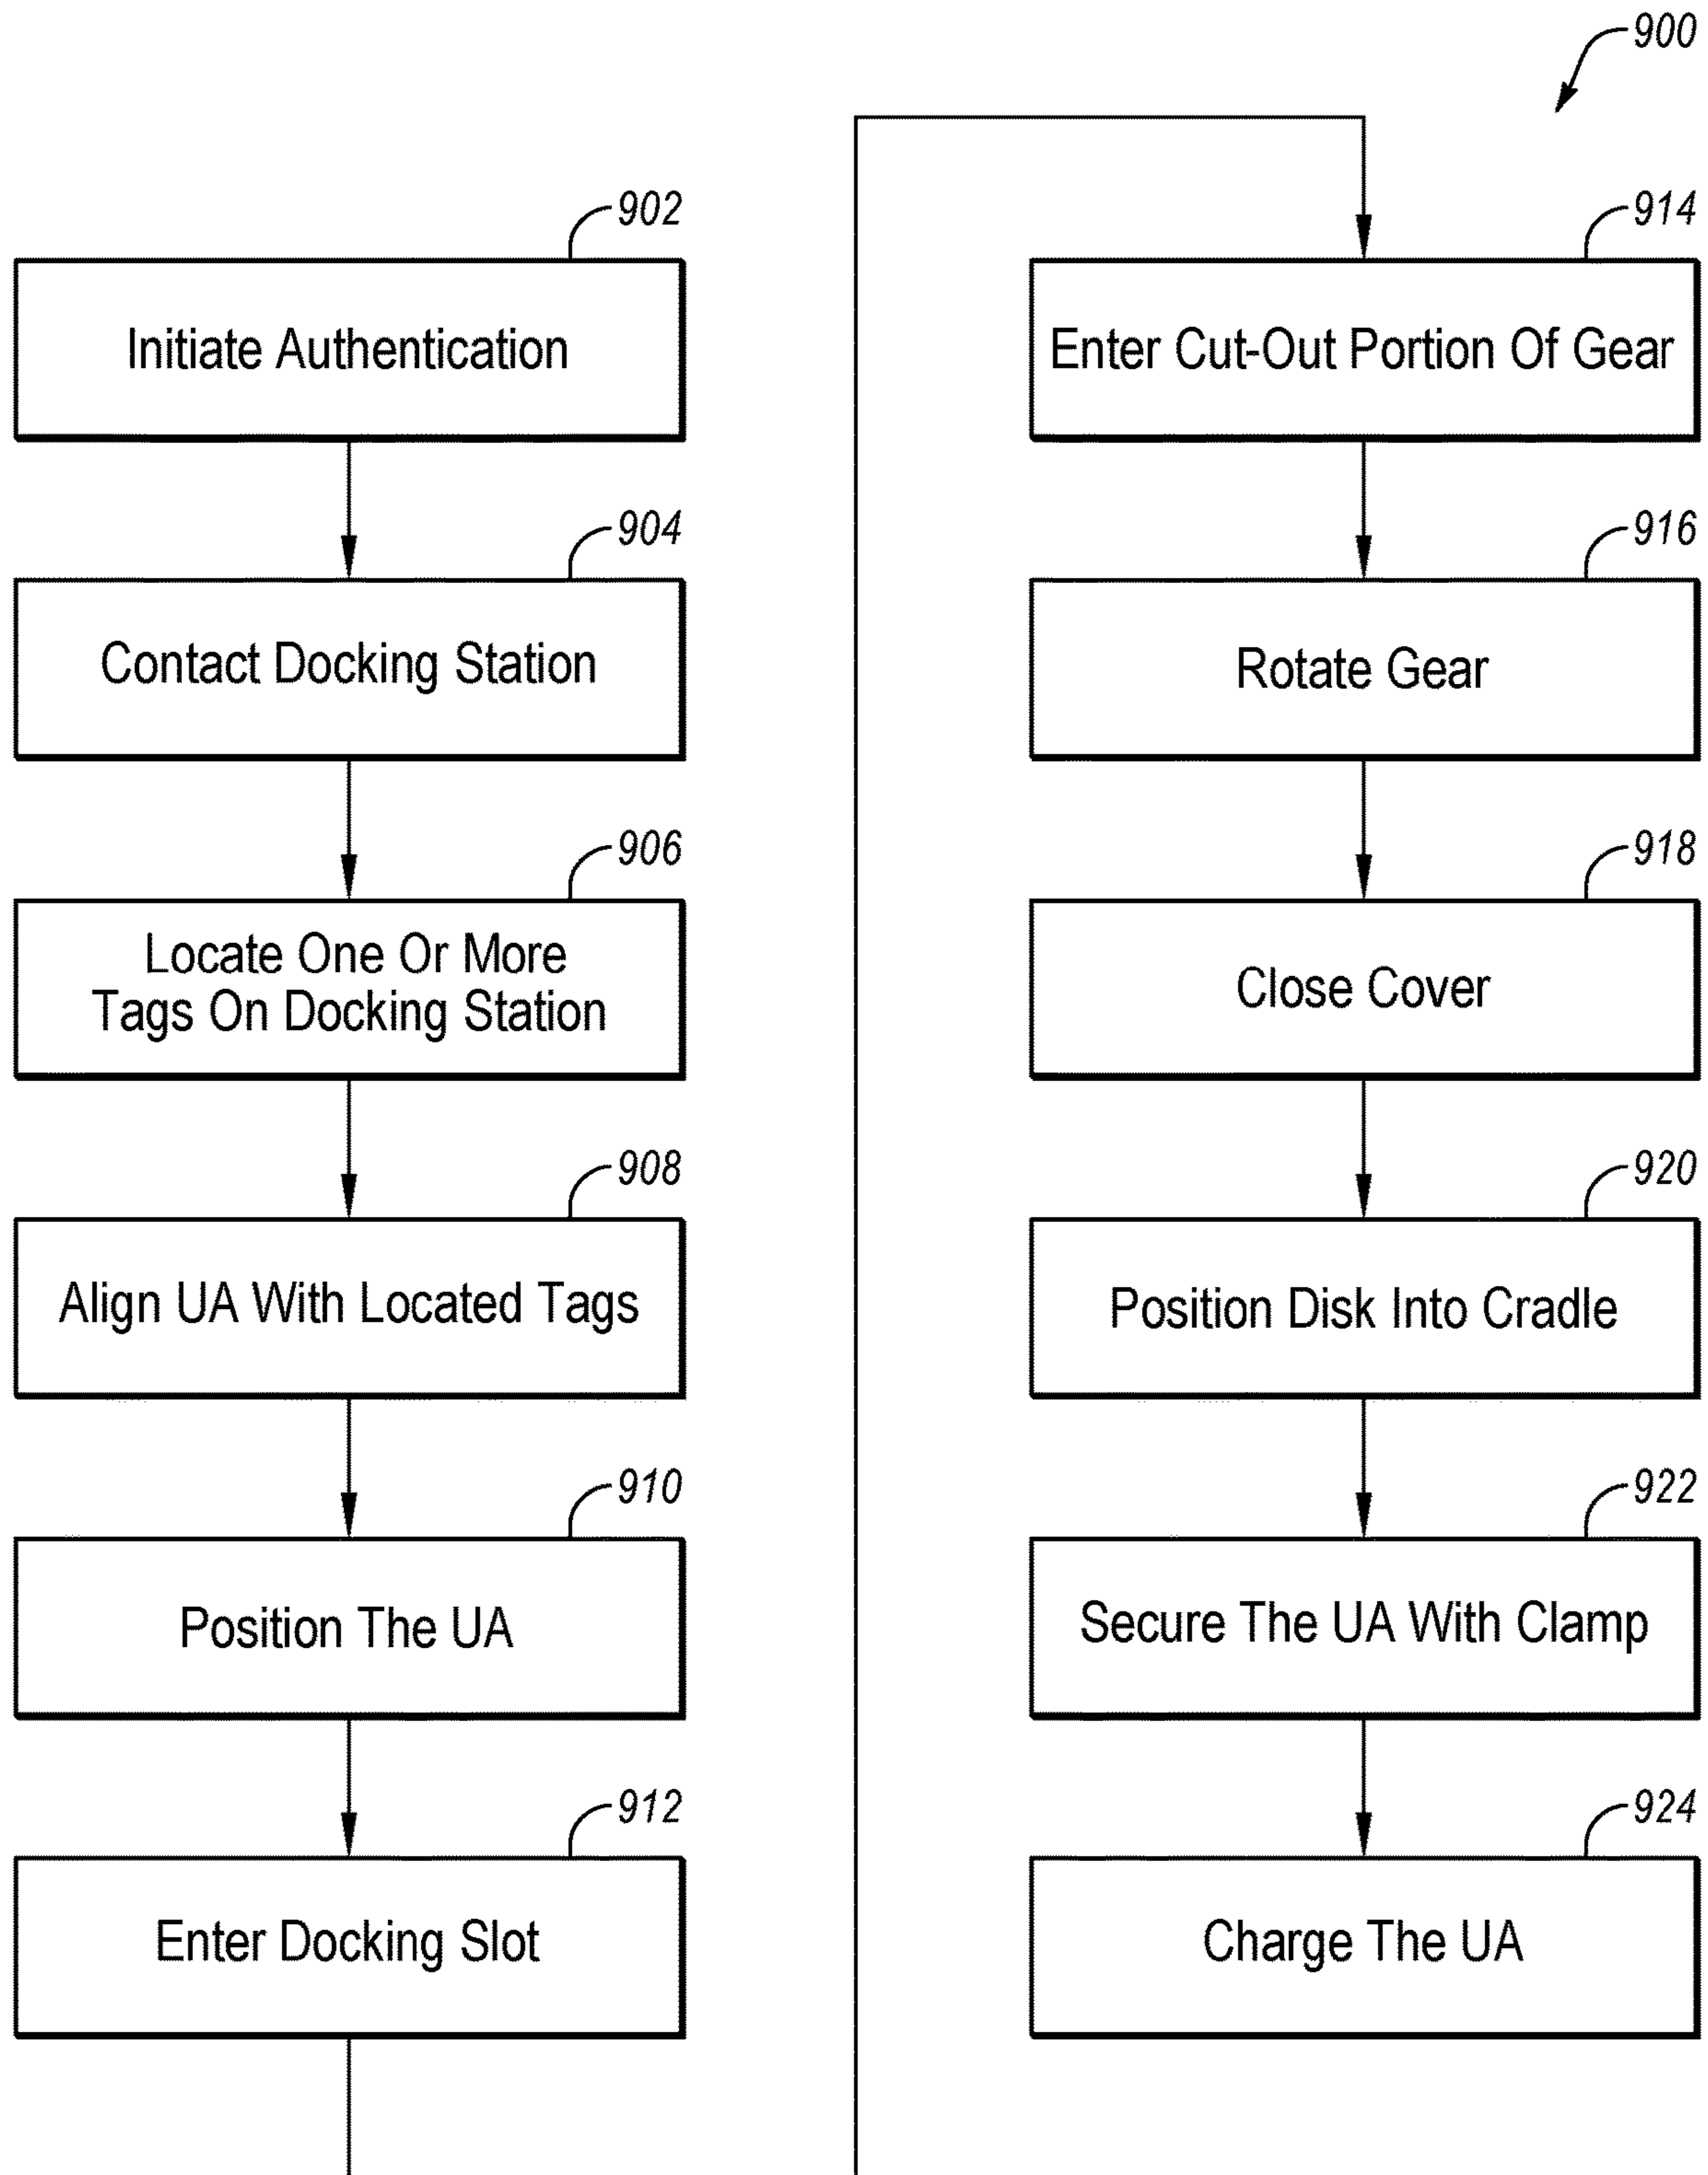 900
902
Initiate Authentication
904
Contact Docking Station
906
Locate One Or More
Tags On Docking Station
908
Align UA With Located Tags
910
Position The UA
912
Enter Docking Slot
914
Enter Cut-Out Portion Of Gear
916
Rotate Gear
918
Close Cover
920
Position Disk Into Cradle
922
Secure The UA With Clamp
924
Charge The UA